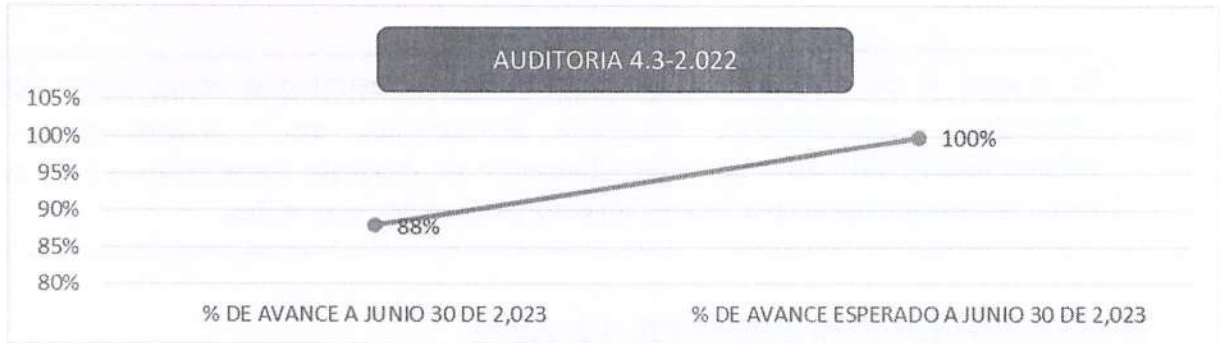 AUDITORIA 4.3-2.022
105%
100%
95%
90%
85%
80%
100%
88%
% DE AVANCE A JUNIO 30 DE 2,023
% DE AVANCE ESPERADO A JUNIO 30 DE 2,023